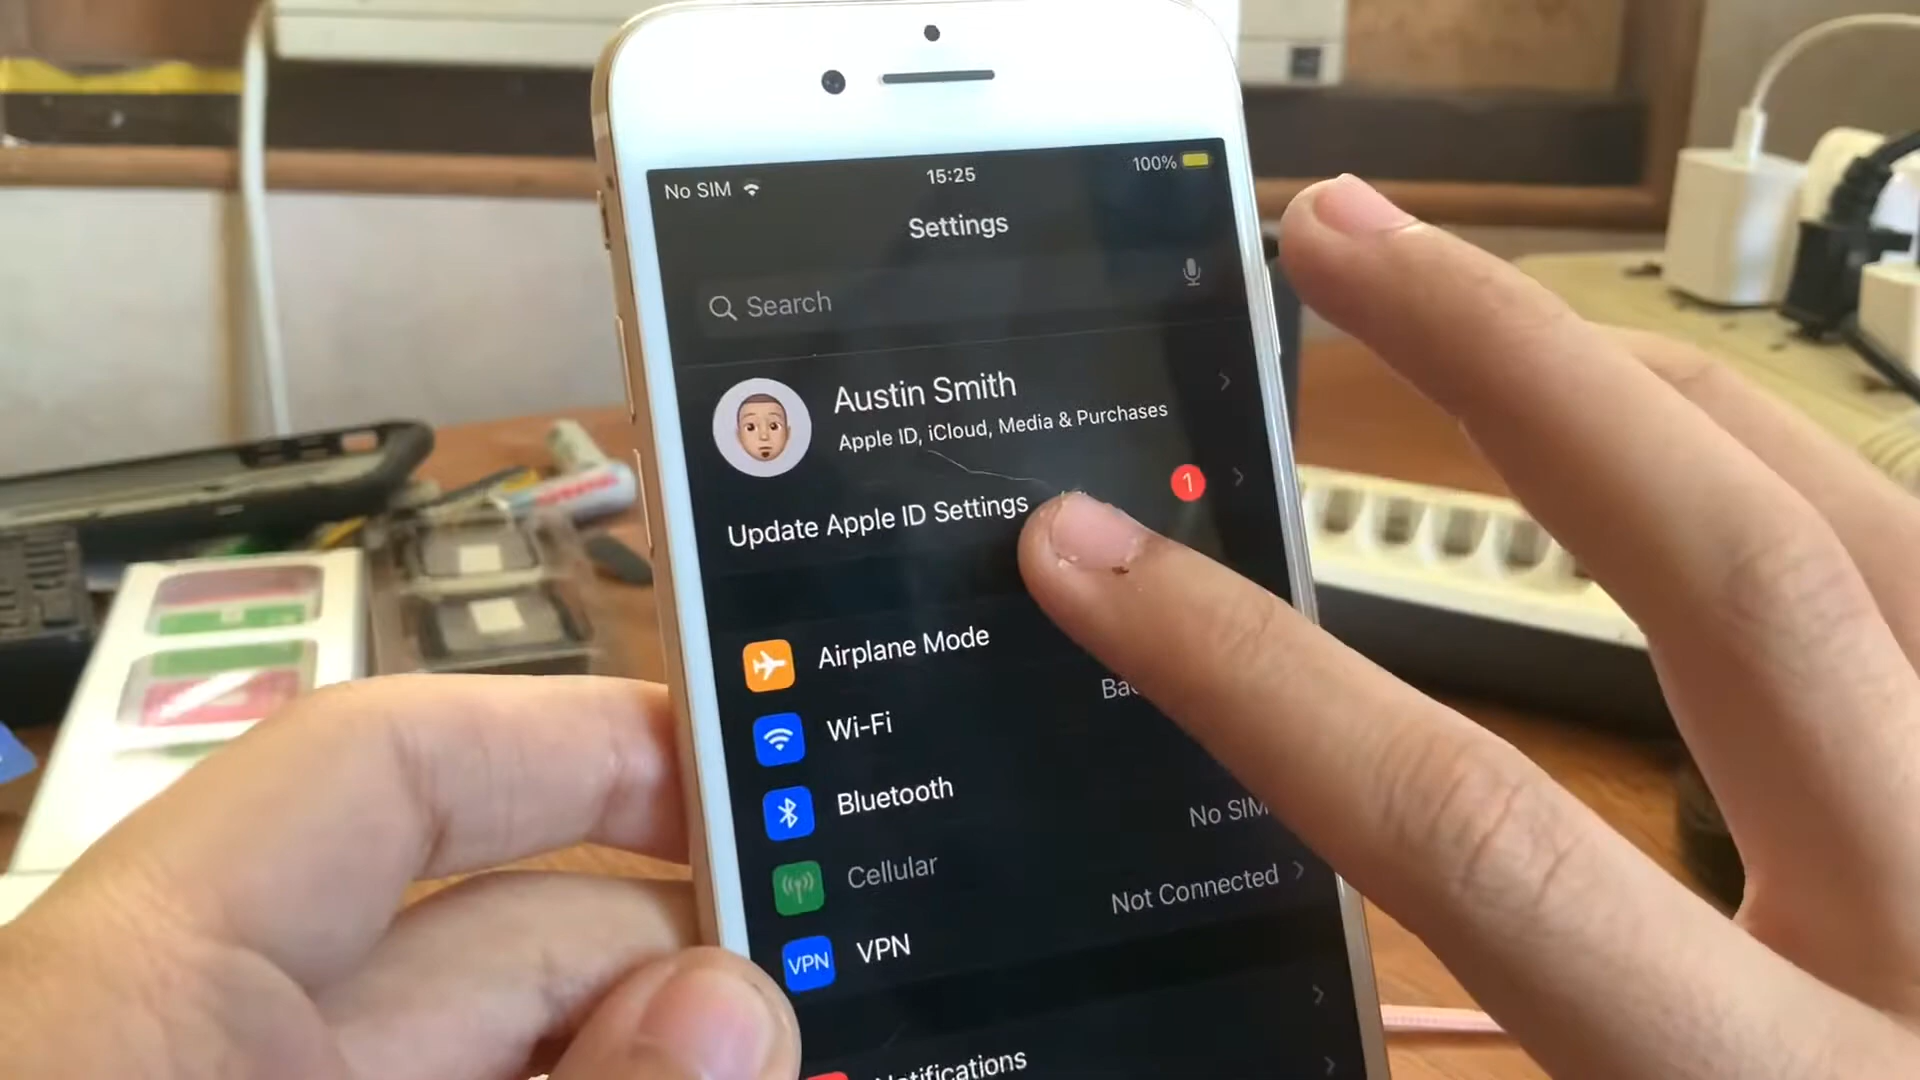 No SIM 15:25 100%
Settings
Search
Austin Smith
Apple ID, iCloud, Media & Purchases
Update Apple ID Settings 1
Airplane Mode
Wi-Fi
Bluetooth
Cellular No SIM
VPN VPN Not Connected